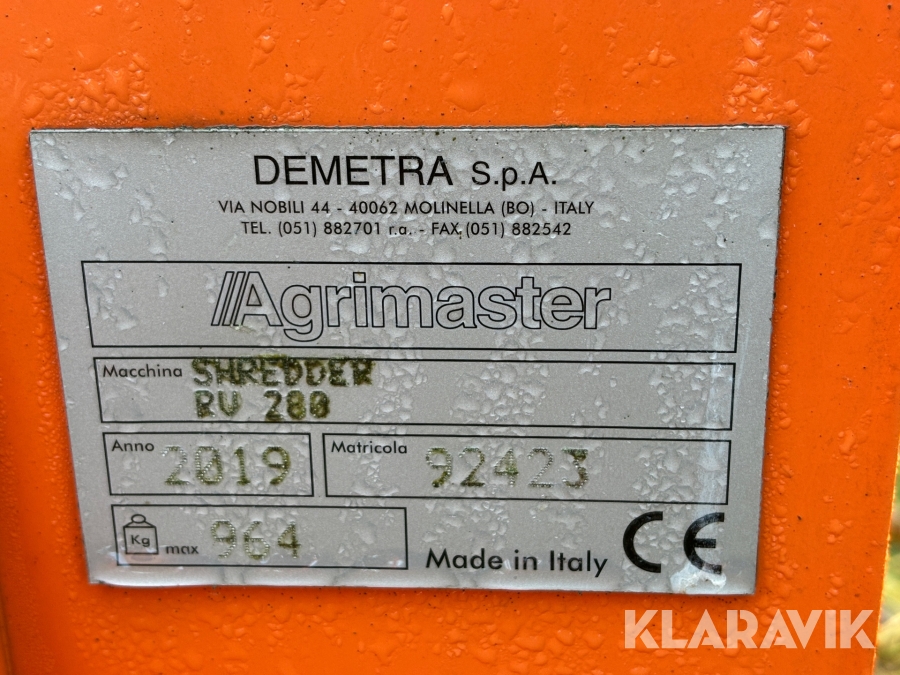 DEMETRA S.p.A.
VIA NOBILI 44 - 40062 MOLINELLA (BO) - ITALY
TEL. (051) 882701 r.a. - FAX (051) 882542
Agrimaster
Macchina SHREDDER
RV 280
Anno 2019 Matricola 92423
Kg max 964
Made in Italy CE
KLARAVIK